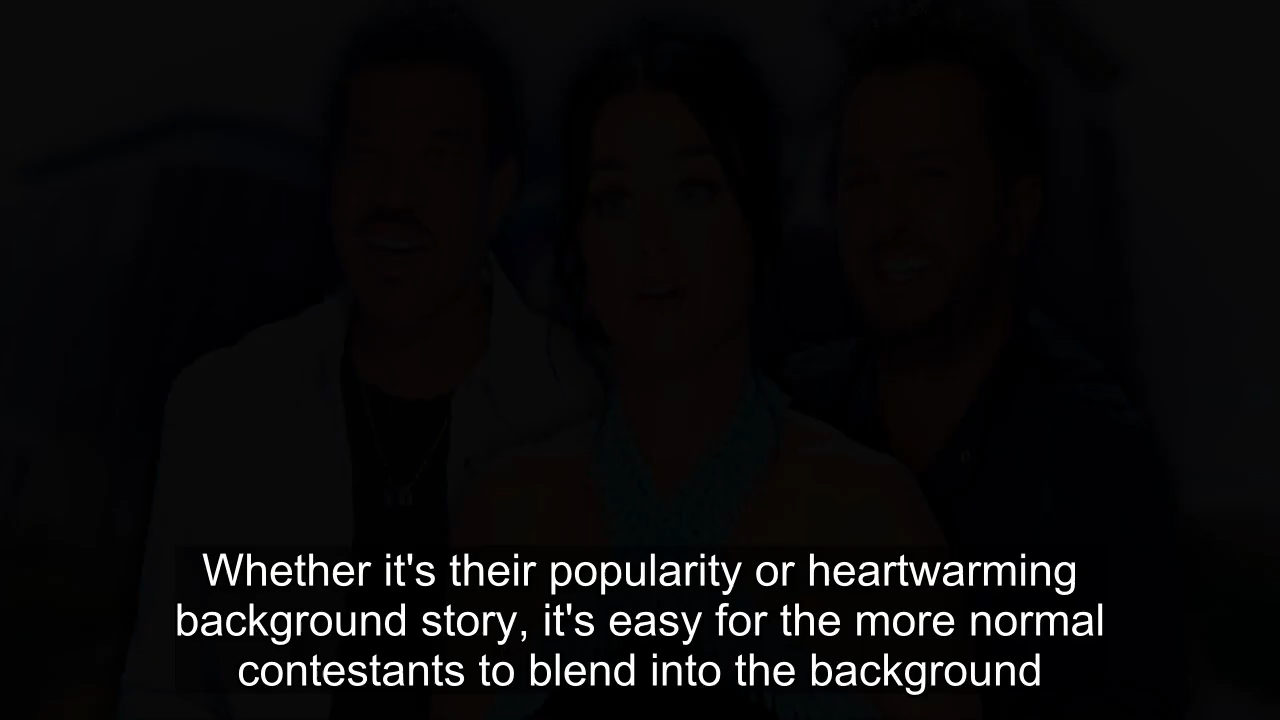 Whether it's their popularity or heartwarming
background story, it's easy for the more normal
contestants to blend into the background